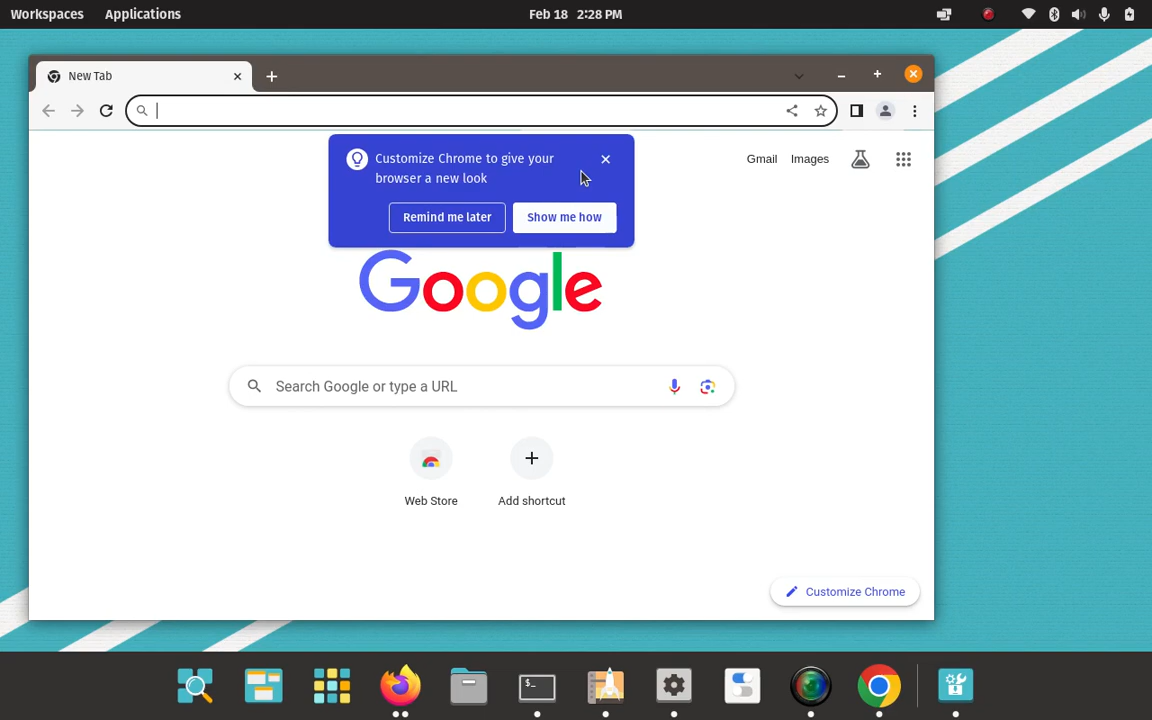 Workspaces Applications Feb 18 2:28 PM
New Tab
Customize Chrome to give your
browser a new look
Remind me later Show me how
Gmail Images
Google
Search Google or type a URL
Web Store Add shortcut
Customize Chrome
$_